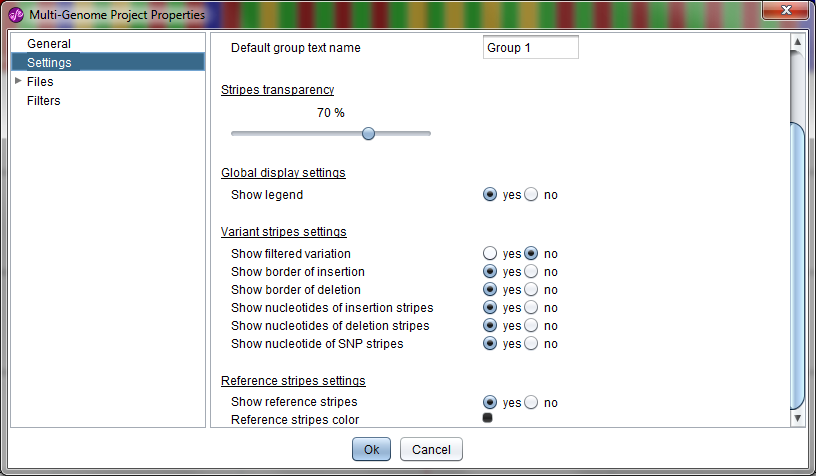 Multi-Genome Project Properties
General
Settings
Files
Filters
Default group text name Group 1
Stripes transparency
70 %
Global display settings
Show legend yes no
Variant stripes settings
Show filtered variation yes no
Show border of insertion yes no
Show border of deletion yes no
Show nucleotides of insertion stripes yes no
Show nucleotides of deletion stripes yes no
Show nucleotide of SNP stripes yes no
Reference stripes settings
Show reference stripes yes no
Reference stripes color
Ok Cancel